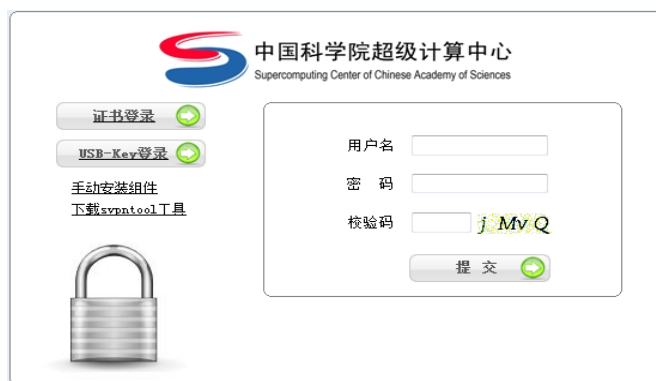 中国科学院超级计算中心
Supercomputing Center of Chinese Academy of Sciences
证书登录
USB-Key登录
手动安装组件
下载svpntool工具
用户名
密 码
校验码 j MvQ
提 交